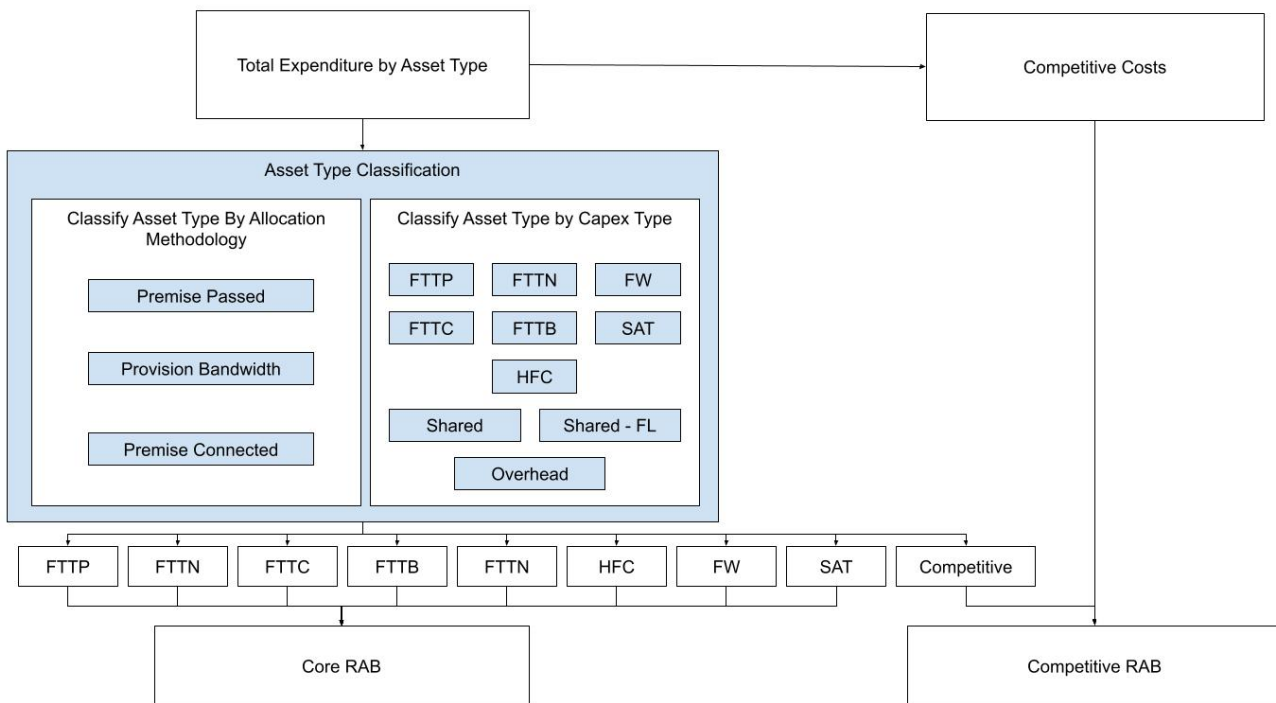 Total Expenditure by Asset Type
Competitive Costs
Asset Type Classification
Classify Asset Type By Allocation
Methodology
Premise Passed
Provision Bandwidth
Premise Connected
Classify Asset Type by Capex Type
FTTP
FTTN
FW
FTTC
FTTB
SAT
HFC
Shared
Shared - FL
Overhead
FTTP
FTTN
FTTC
FTTB
FTTN
HFC
FW
SAT
Competitive
Core RAB
Competitive RAB